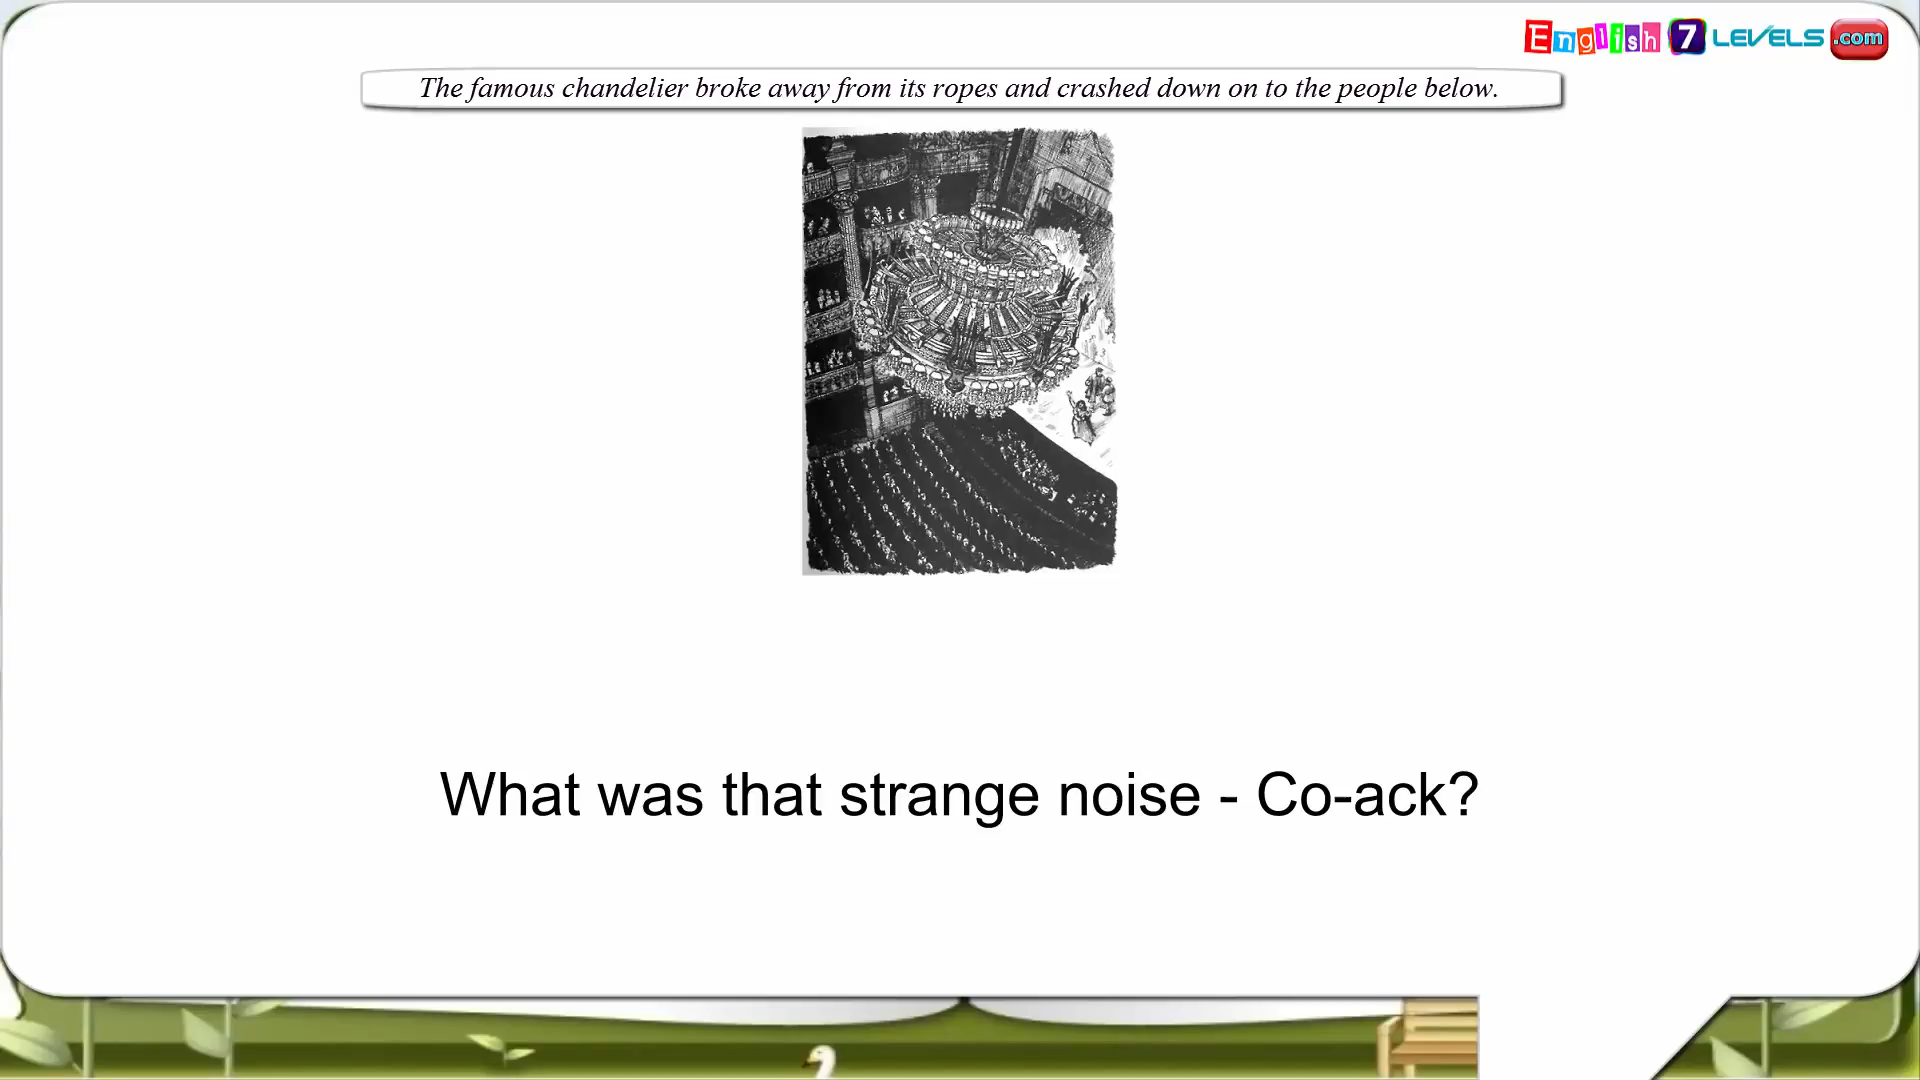 English 7 LEVELS .com
The famous chandelier broke away from its ropes and crashed down on to the people below.
What was that strange noise - Co-ack?